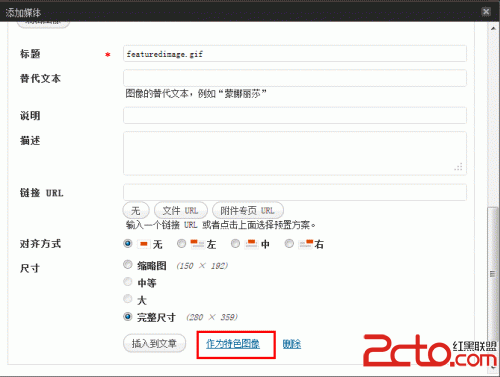 添加媒体
标题 * featuredimage.gif
替代文本
图像的替代文本，例如“蒙娜丽莎”
说明
描述
链接 URL
无 文件 URL 附件专页 URL
输入一个链接 URL 或者点击上面选择预置方案。
对齐方式 无 左 中 右
尺寸 缩略图 (150 × 192)
中等
大
完整尺寸 (280 × 359)
插入到文章 作为特色图像 删除
2cto.com 红黑联盟